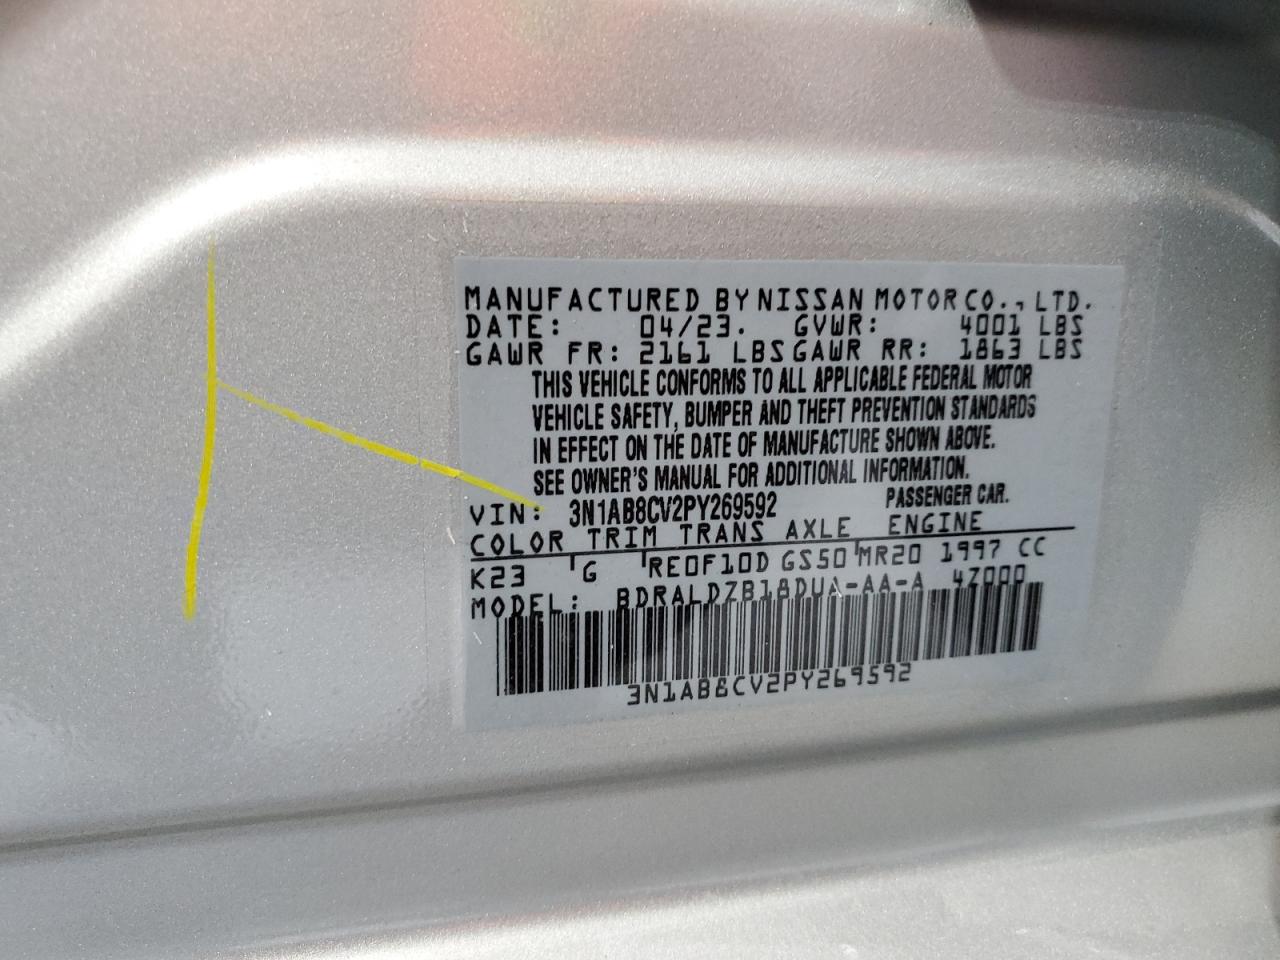 MANUFACTURED BY NISSAN MOTOR CO., LTD.
DATE: 04/23. GVWR: 4001 LBS
GAWR FR: 2161 LBS GAWR RR: 1863 LBS
THIS VEHICLE CONFORMS TO ALL APPLICABLE FEDERAL MOTOR
VEHICLE SAFETY, BUMPER AND THEFT PREVENTION STANDARDS
IN EFFECT ON THE DATE OF MANUFACTURE SHOWN ABOVE.
SEE OWNER'S MANUAL FOR ADDITIONAL INFORMATION.
VIN: 3N1AB8CV2PY269592 PASSENGER CAR.
COLOR TRIM TRANS AXLE ENGINE
K23 G RE0F10D GS50 MR20 1997 CC
MODEL: BDRALDZB18DUA-AA-A 4Z000
3N1AB8CV2PY269592